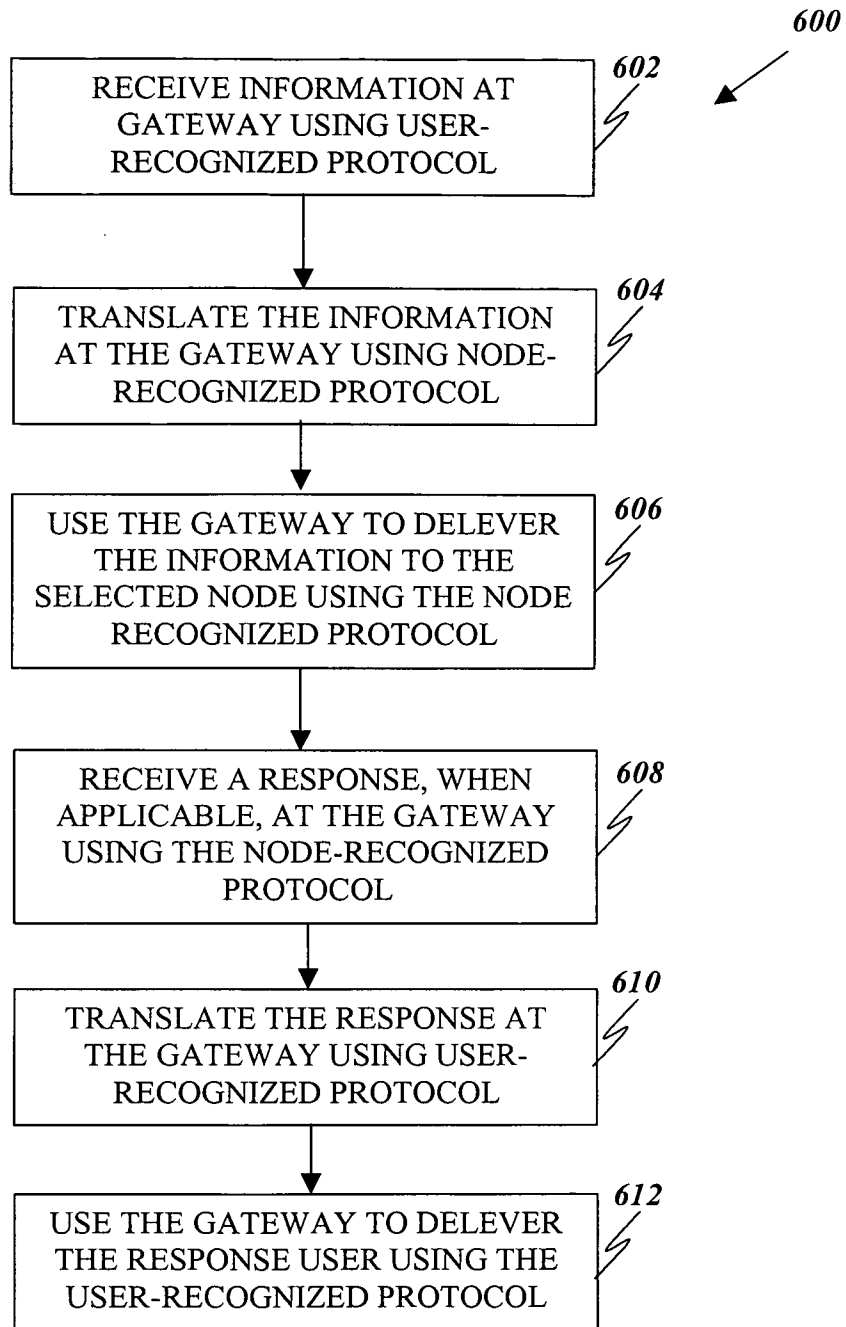 600
602
RECEIVE INFORMATION AT
GATEWAY USING USER-
RECOGNIZED PROTOCOL
604
TRANSLATE THE INFORMATION
AT THE GATEWAY USING NODE-
RECOGNIZED PROTOCOL
606
USE THE GATEWAY TO DELEVER
THE INFORMATION TO THE
SELECTED NODE USING THE NODE
RECOGNIZED PROTOCOL
608
RECEIVE A RESPONSE, WHEN
APPLICABLE, AT THE GATEWAY
USING THE NODE-RECOGNIZED
PROTOCOL
610
TRANSLATE THE RESPONSE AT
THE GATEWAY USING USER-
RECOGNIZED PROTOCOL
612
USE THE GATEWAY TO DELEVER
THE RESPONSE USER USING THE
USER-RECOGNIZED PROTOCOL